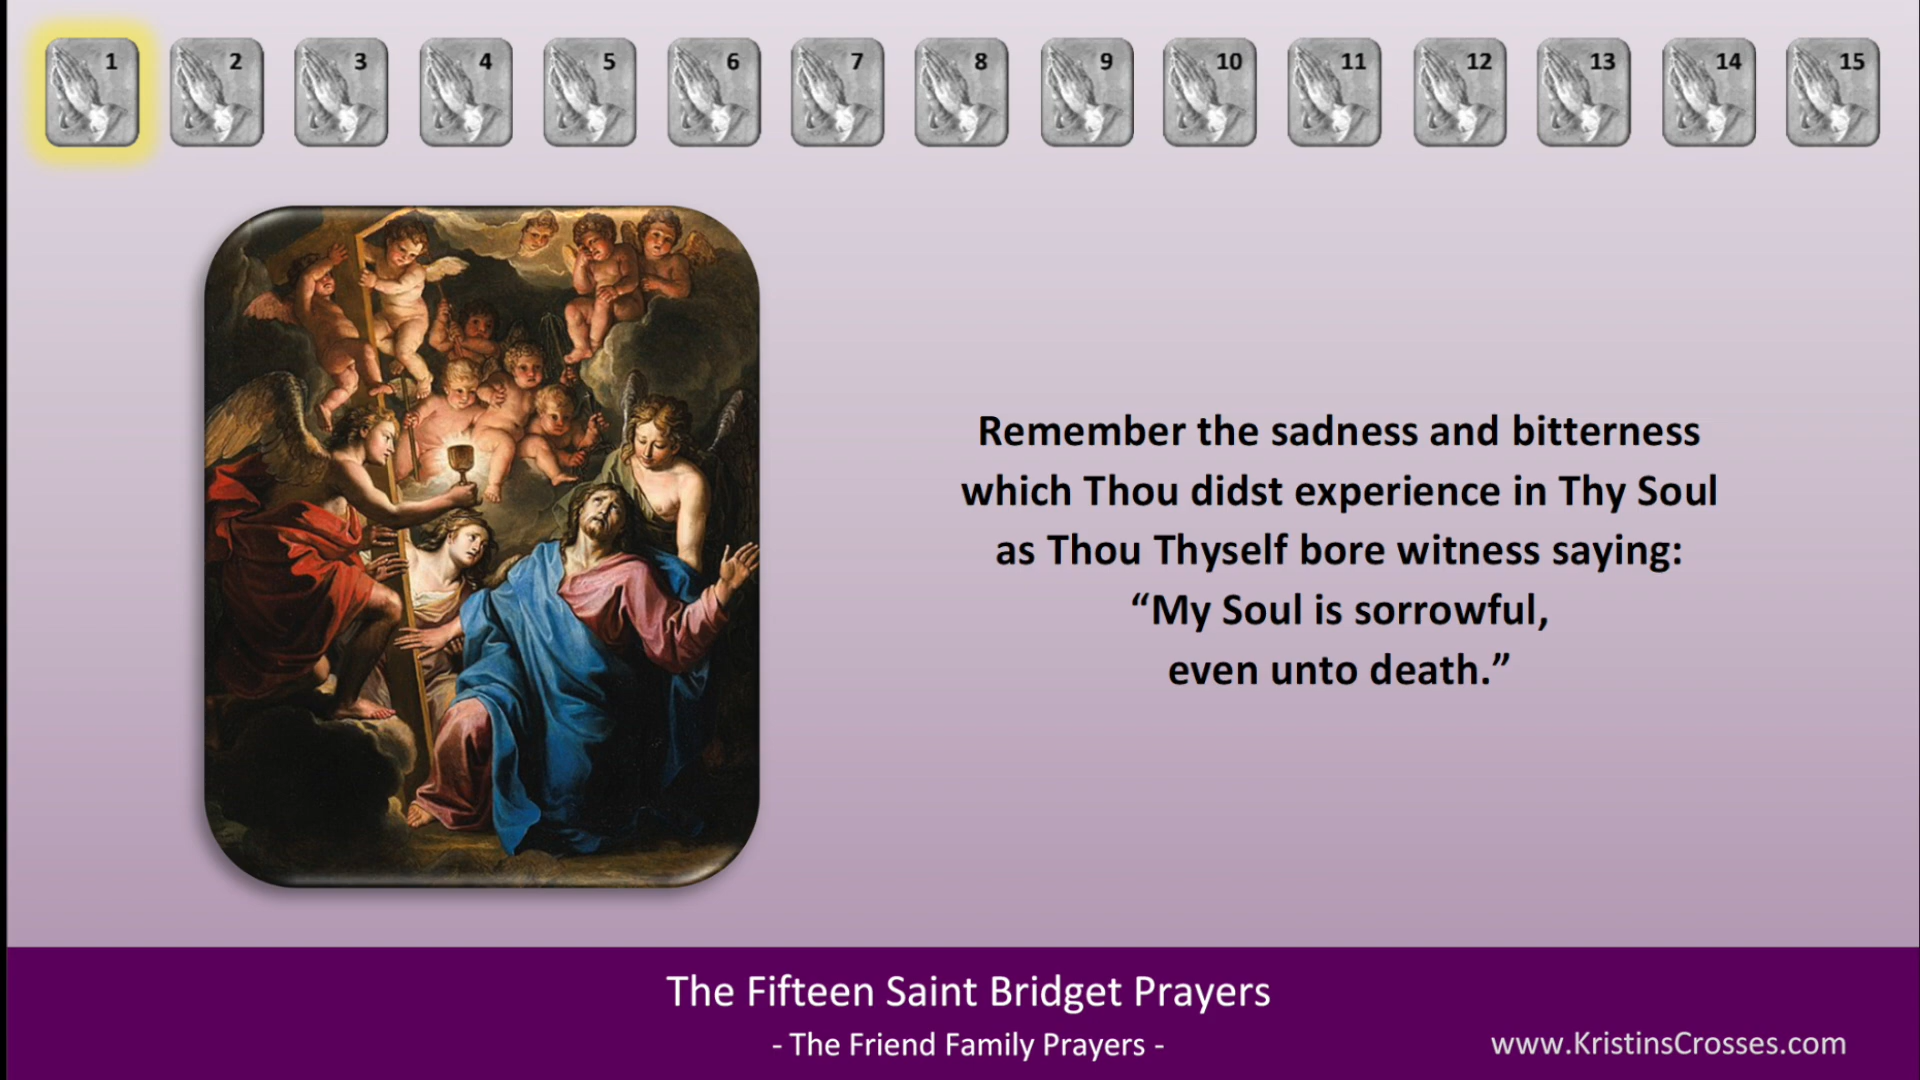 1 2 3 4 5 6 7 8 9 10 11 12 13 14 15
Remember the sadness and bitterness
which Thou didst experience in Thy Soul
as Thou Thyself bore witness saying:
“My Soul is sorrowful,
even unto death.”
The Fifteen Saint Bridget Prayers
- The Friend Family Prayers -
www.KristinsCrosses.com